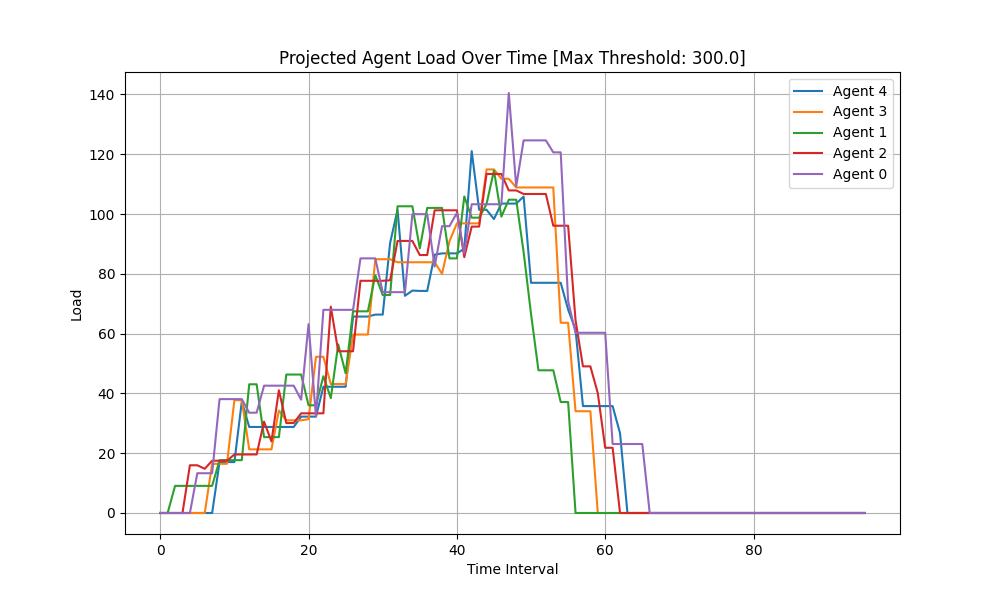 Projected Agent Load Over Time [Max Threshold: 300.0]
Agent 4
Agent 3
Agent 1
Agent 2
Agent 0
Load
140
120
100
80
60
40
20
0
0 20 40 60 80
Time Interval